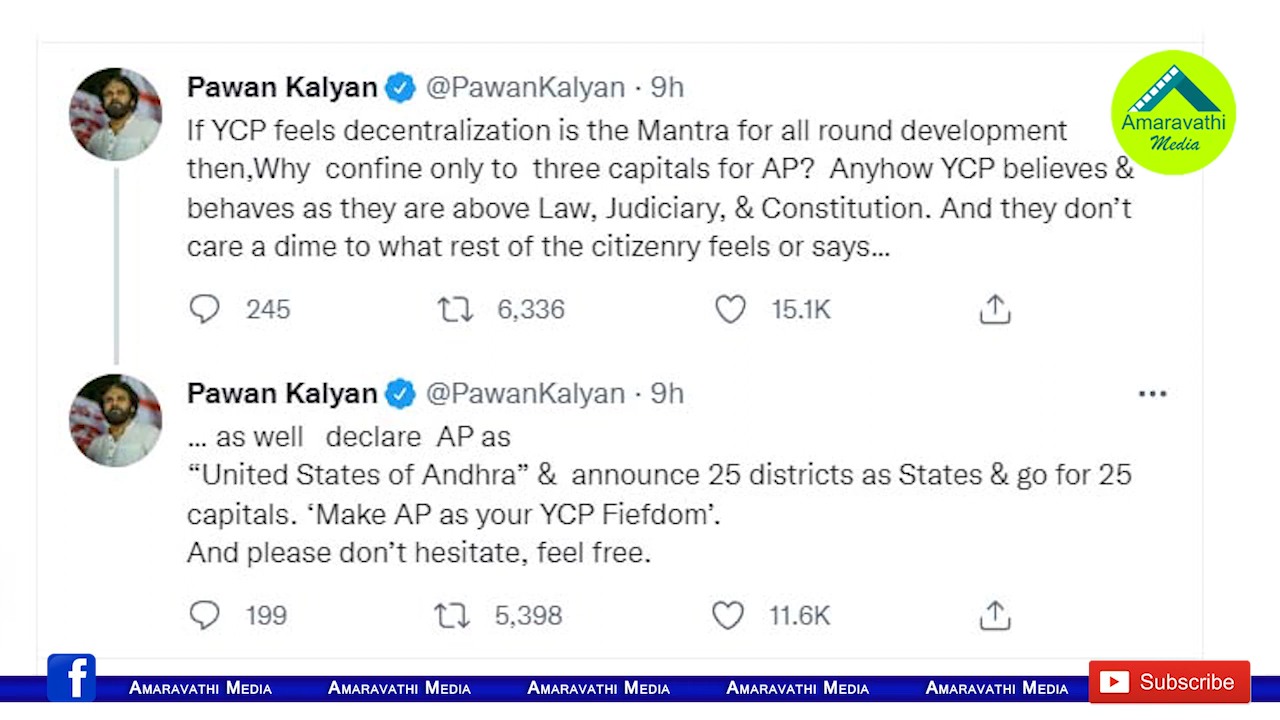 Pawan Kalyan @PawanKalyan · 9h
If YCP feels decentralization is the Mantra for all round development
then,Why confine only to three capitals for AP? Anyhow YCP believes &
behaves as they are above Law, Judiciary, & Constitution. And they don’t
care a dime to what rest of the citizenry feels or says...
245 6,336 15.1K
Amaravathi
Media
Pawan Kalyan @PawanKalyan · 9h
... as well declare AP as
“United States of Andhra” & announce 25 districts as States & go for 25
capitals. ‘Make AP as your YCP Fiefdom’.
And please don’t hesitate, feel free.
199 5,398 11.6K
f Amaravathi Media Amaravathi Media Amaravathi Media Amaravathi Media Amaravathi Media Subscribe